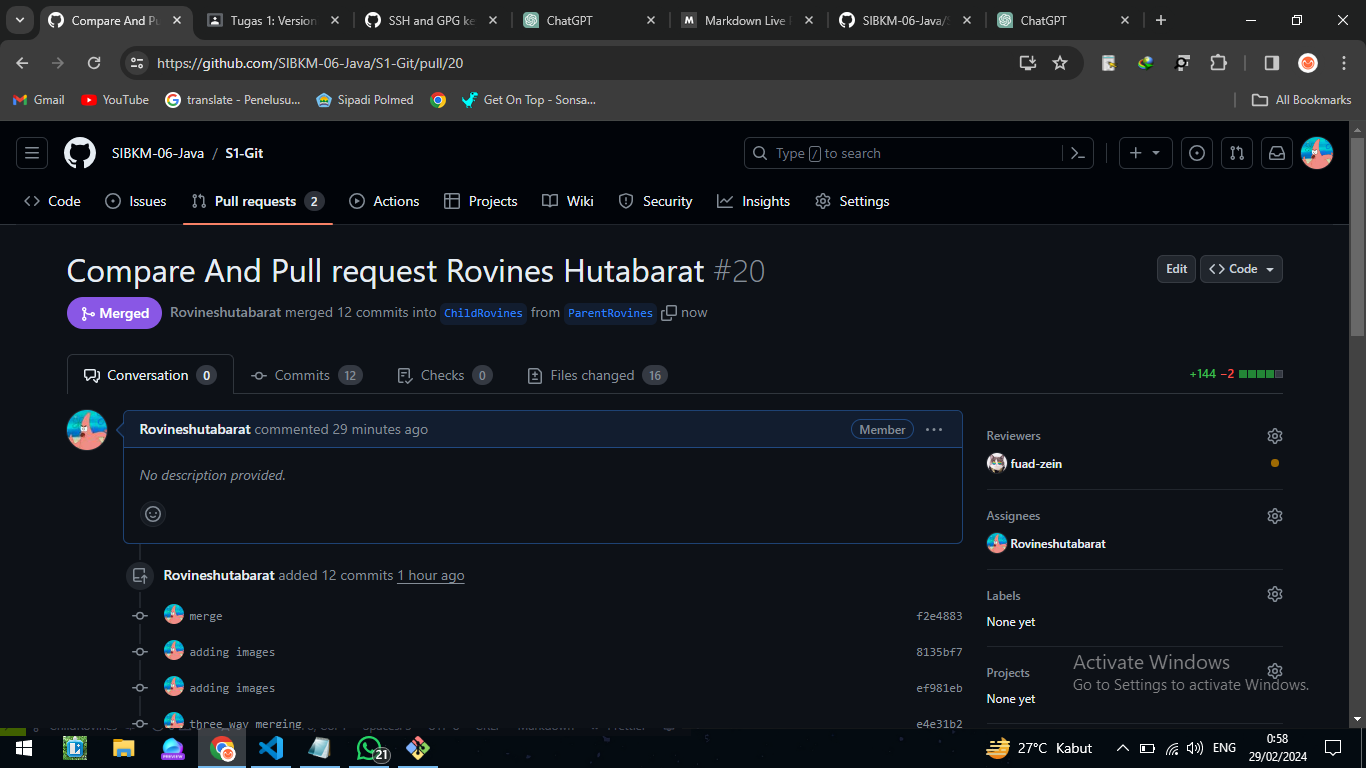 Compare And Pu
Tugas 1: Version
SSH and GPG ke
ChatGPT
Markdown Live
SIBKM-06-Java/
ChatGPT
https://github.com/SIBKM-06-Java/S1-Git/pull/20
Gmail
YouTube
translate - Penelusu...
Sipadi Polmed
Get On Top - Sonsa...
All Bookmarks
SIBKM-06-Java / S1-Git
Type / to search
Code
Issues
Pull requests 2
Actions
Projects
Wiki
Security
Insights
Settings
Compare And Pull request Rovines Hutabarat #20
Edit
Code
Merged
Rovineshutabarat merged 12 commits into ChildRovines from ParentRovines now
Conversation 0
Commits 12
Checks 0
Files changed 16
+144 −2
Rovineshutabarat commented 29 minutes ago
Member
No description provided.
Rovineshutabarat added 12 commits 1 hour ago
merge f2e4883
adding images 8135bf7
adding images ef981eb
three way merging e4e31b2
Reviewers
fuad-zein
Assignees
Rovineshutabarat
Labels
None yet
Projects
None yet
Activate Windows
Go to Settings to activate Windows.
PREVIEW
21
27°C Kabut
ENG
0:58
29/02/2024